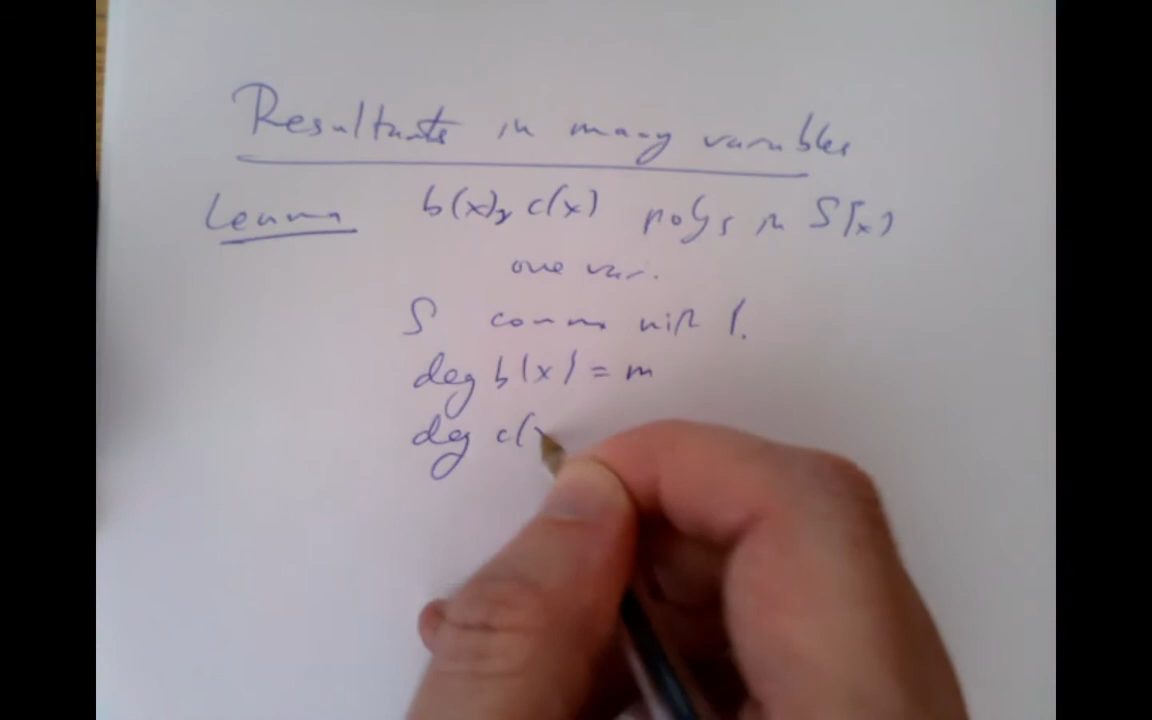 Resultants in many variables
Lemma b(x), c(x) polys in S[x]
one var.
S comm with 1.
deg b(x) = m
deg c(x